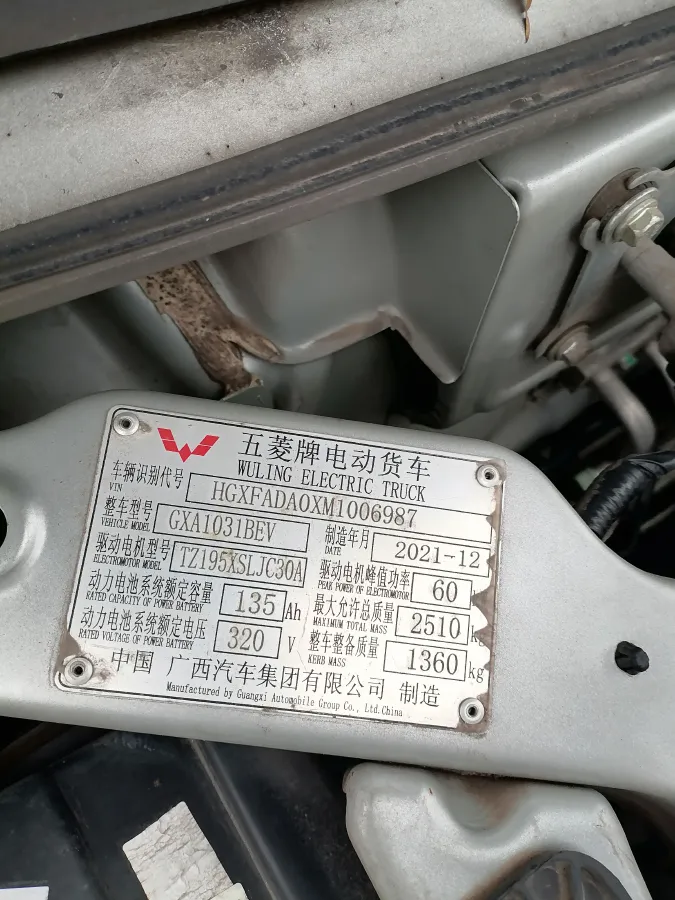 五菱牌电动货车
WULING ELECTRIC TRUCK
车辆识别代号 HGXFADA0XM1006987
VIN
整车型号 GXA1031BEV 制造年月 2021-12
VEHICLE MODEL DATE
驱动电机型号 TZ195XSLJC30A 驱动电机峰值功率 60
ELECTROMOTOR MODEL PEAK POWER OF ELECTROMOTOR
动力电池系统额定容量 135 Ah 最大允许总质量 2510 kg
RATED CAPACITY OF POWER BATTERY MAXIMUM TOTAL MASS
动力电池系统额定电压 320 V 整车整备质量 1360 kg
RATED VOLTAGE OF POWER BATTERY KERB MASS
中国 广西汽车集团有限公司 制造
Manufactured by Guangxi Automobile Group Co., Ltd.China